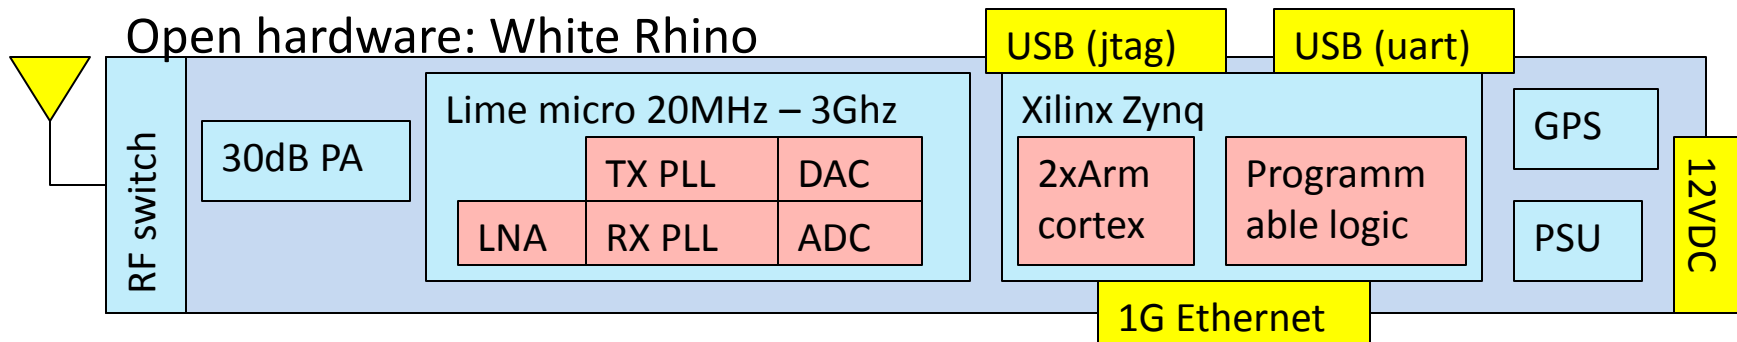 Open hardware: White Rhino
USB (jtag)
USB (uart)
RF switch
30dB PA
Lime micro 20MHz – 3Ghz
TX PLL
DAC
LNA
RX PLL
ADC
Xilinx Zynq
2xArm
cortex
Programm
able logic
GPS
PSU
12VDC
1G Ethernet